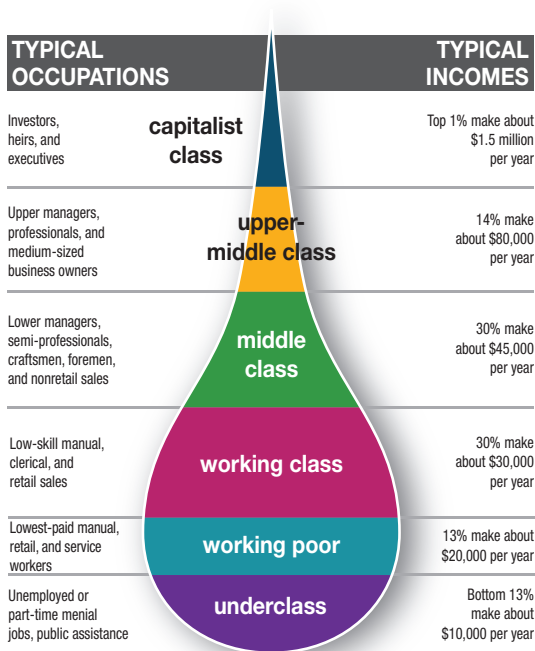 TYPICAL
OCCUPATIONS
TYPICAL
INCOMES
Investors,
heirs, and
executives
capitalist
class
Top 1% make about
$1.5 million
per year
Upper managers,
professionals, and
medium-sized
business owners
upper-
middle class
14% make
about $80,000
per year
Lower managers,
semi-professionals,
craftsmen, foremen,
and nonretail sales
middle
class
30% make
about $45,000
per year
Low-skill manual,
clerical, and
retail sales
working class
30% make
about $30,000
per year
Lowest-paid manual,
retail, and service
workers
working poor
13% make about
$20,000 per year
Unemployed or
part-time menial
jobs, public assistance
underclass
Bottom 13%
make about
$10,000 per year